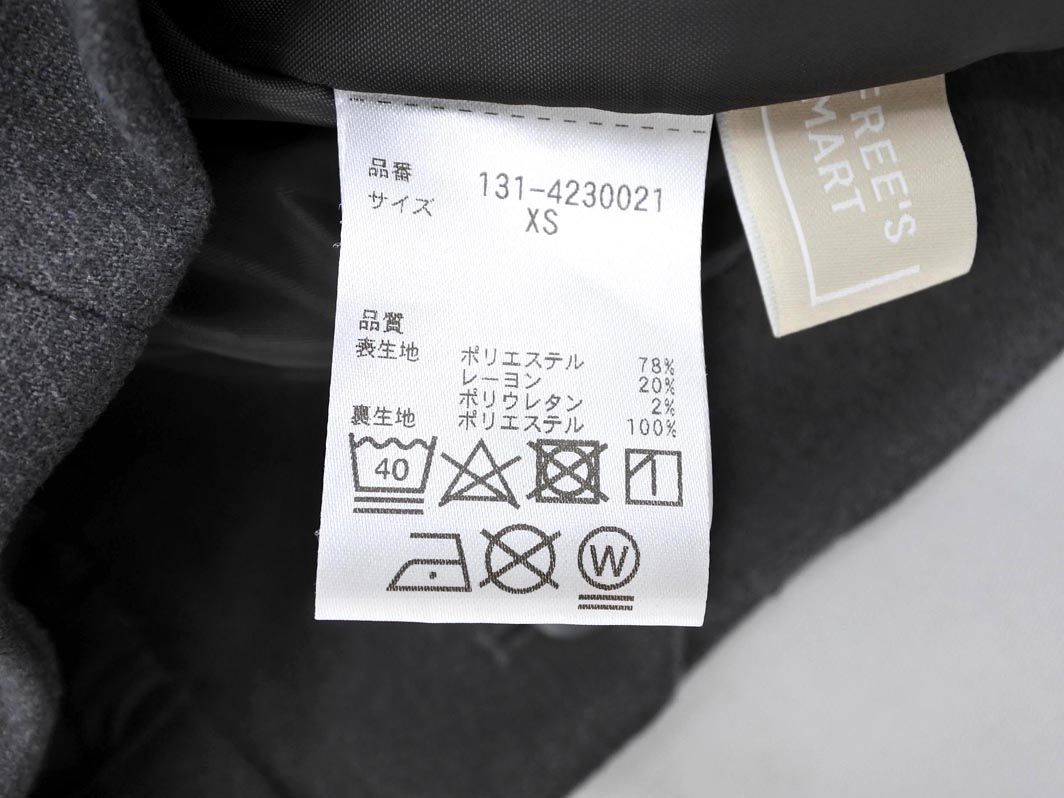 品番 131-4230021
サイズ XS
品質
表生地 ポリエステル 78%
レーヨン 20%
ポリウレタン 2%
裏生地 ポリエステル 100%
40
W
FREE'S
MART